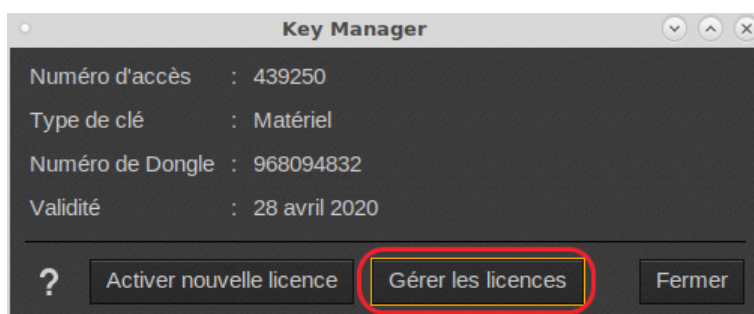 Key Manager
Numéro d'accès : 439250
Type de clé : Matériel
Numéro de Dongle : 968094832
Validité : 28 avril 2020
? Activer nouvelle licence Gérer les licences Fermer